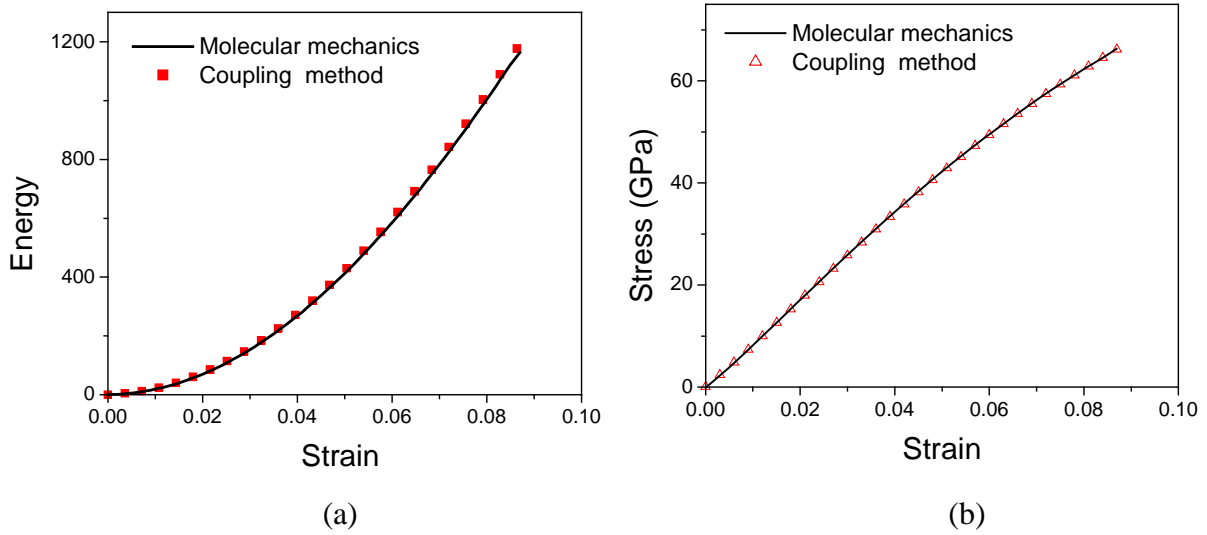 Molecular mechanics
Coupling method
Energy
1200
800
400
0
0.00 0.02 0.04 0.06 0.08 0.10
Strain
(a)
Molecular mechanics
Coupling method
Stress (GPa)
60
40
20
0
0.00 0.02 0.04 0.06 0.08 0.10
Strain
(b)